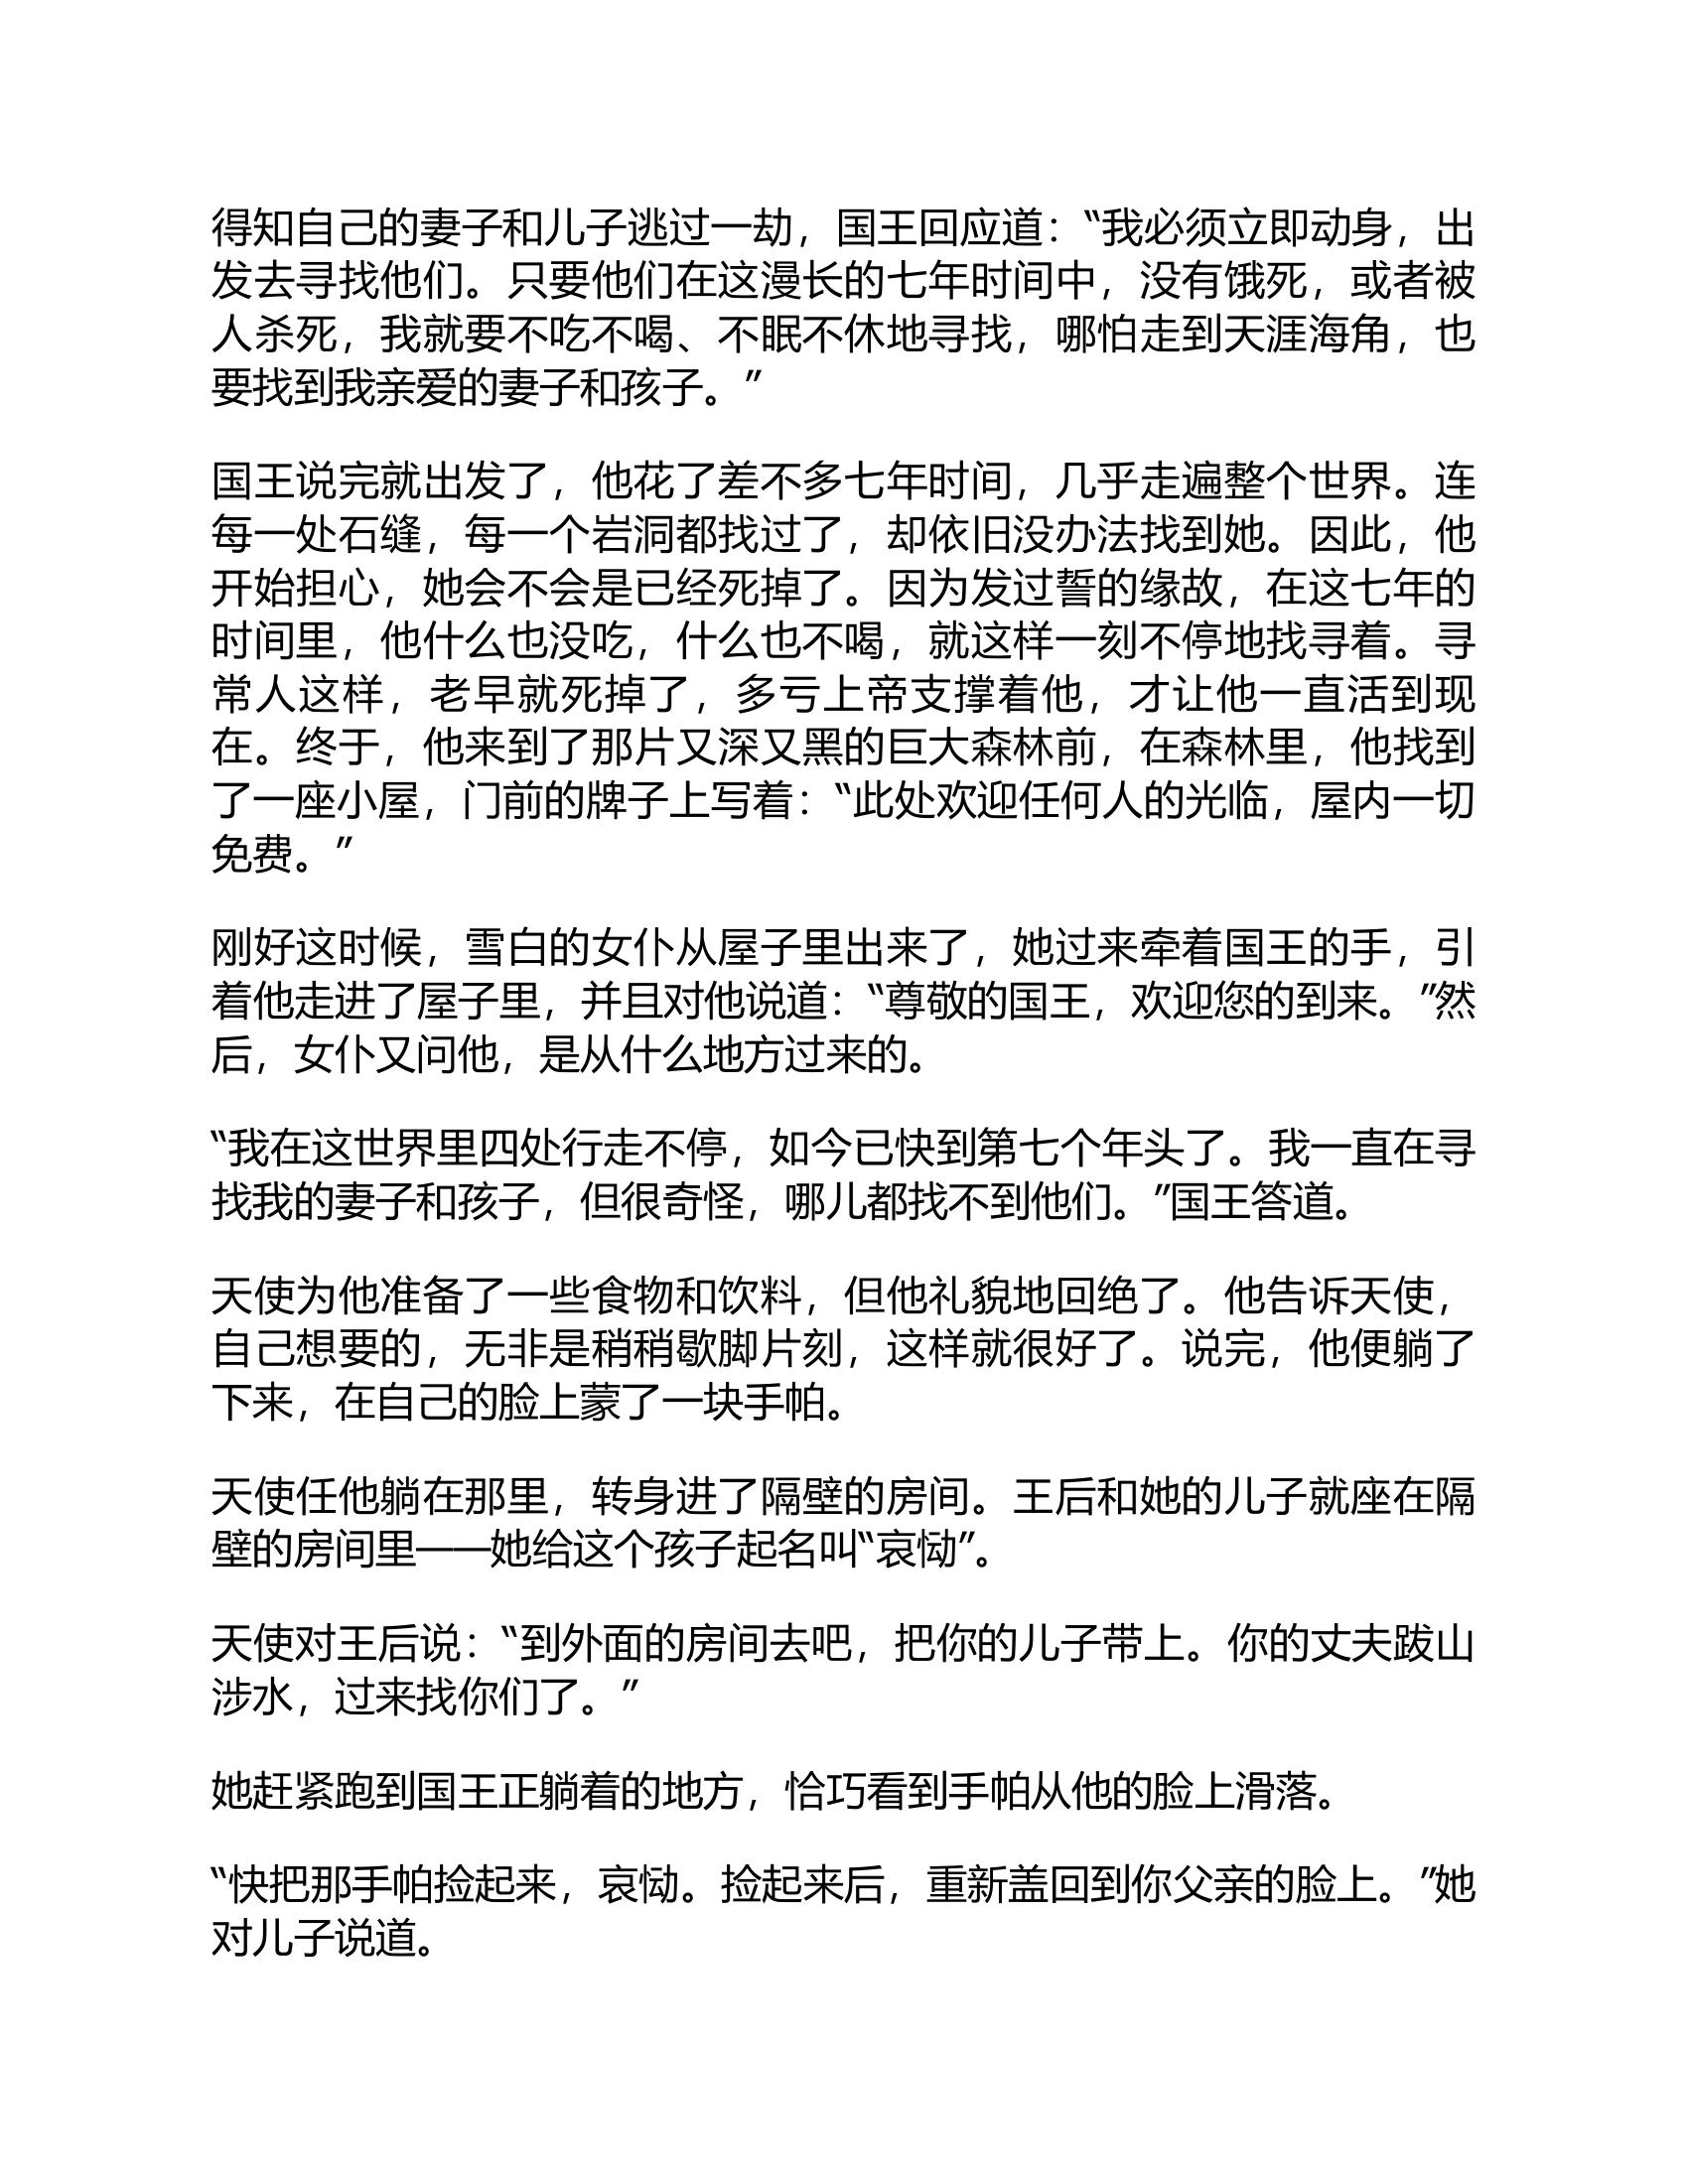 得知自己的妻子和儿子逃过一劫，国王回应道：“我必须立即动身，出
发去寻找他们。只要他们在这漫长的七年时间中，没有饿死，或者被
人杀死，我就要不吃不喝、不眠不休地寻找，哪怕走到天涯海角，也
要找到我亲爱的妻子和孩子。”
国王说完就出发了，他花了差不多七年时间，几乎走遍整个世界。连
每一处石缝，每一个岩洞都找过了，却依旧没办法找到她。因此，他
开始担心，她会不会是已经死掉了。因为发过誓的缘故，在这七年的
时间里，他什么也没吃，什么也不喝，就这样一刻不停地找寻着。寻
常人这样，老早就死掉了，多亏上帝支撑着他，才让他一直活到现
在。终于，他来到了那片又深又黑的巨大森林前，在森林里，他找到
了一座小屋，门前的牌子上写着：“此处欢迎任何人的光临，屋内一切
免费。”
刚好这时候，雪白的女仆从屋子里出来了，她过来牵着国王的手，引
着他走进了屋子里，并且对他说道：“尊敬的国王，欢迎您的到来。”然
后，女仆又问他，是从什么地方过来的。
“我在这世界里四处行走不停，如今已快到第七个年头了。我一直在寻
找我的妻子和孩子，但很奇怪，哪儿都找不到他们。”国王答道。
天使为他准备了一些食物和饮料，但他礼貌地回绝了。他告诉天使，
自己想要的，无非是稍稍歇脚片刻，这样就很好了。说完，他便躺了
下来，在自己的脸上蒙了一块手帕。
天使任他躺在那里，转身进了隔壁的房间。王后和她的儿子就座在隔
壁的房间里——她给这个孩子起名叫“哀恸”。
天使对王后说：“到外面的房间去吧，把你的儿子带上。你的丈夫跋山
涉水，过来找你们了。”
她赶紧跑到国王正躺着的地方，恰巧看到手帕从他的脸上滑落。
“快把那手帕捡起来，哀恸。捡起来后，重新盖回到你父亲的脸上。”她
对儿子说道。